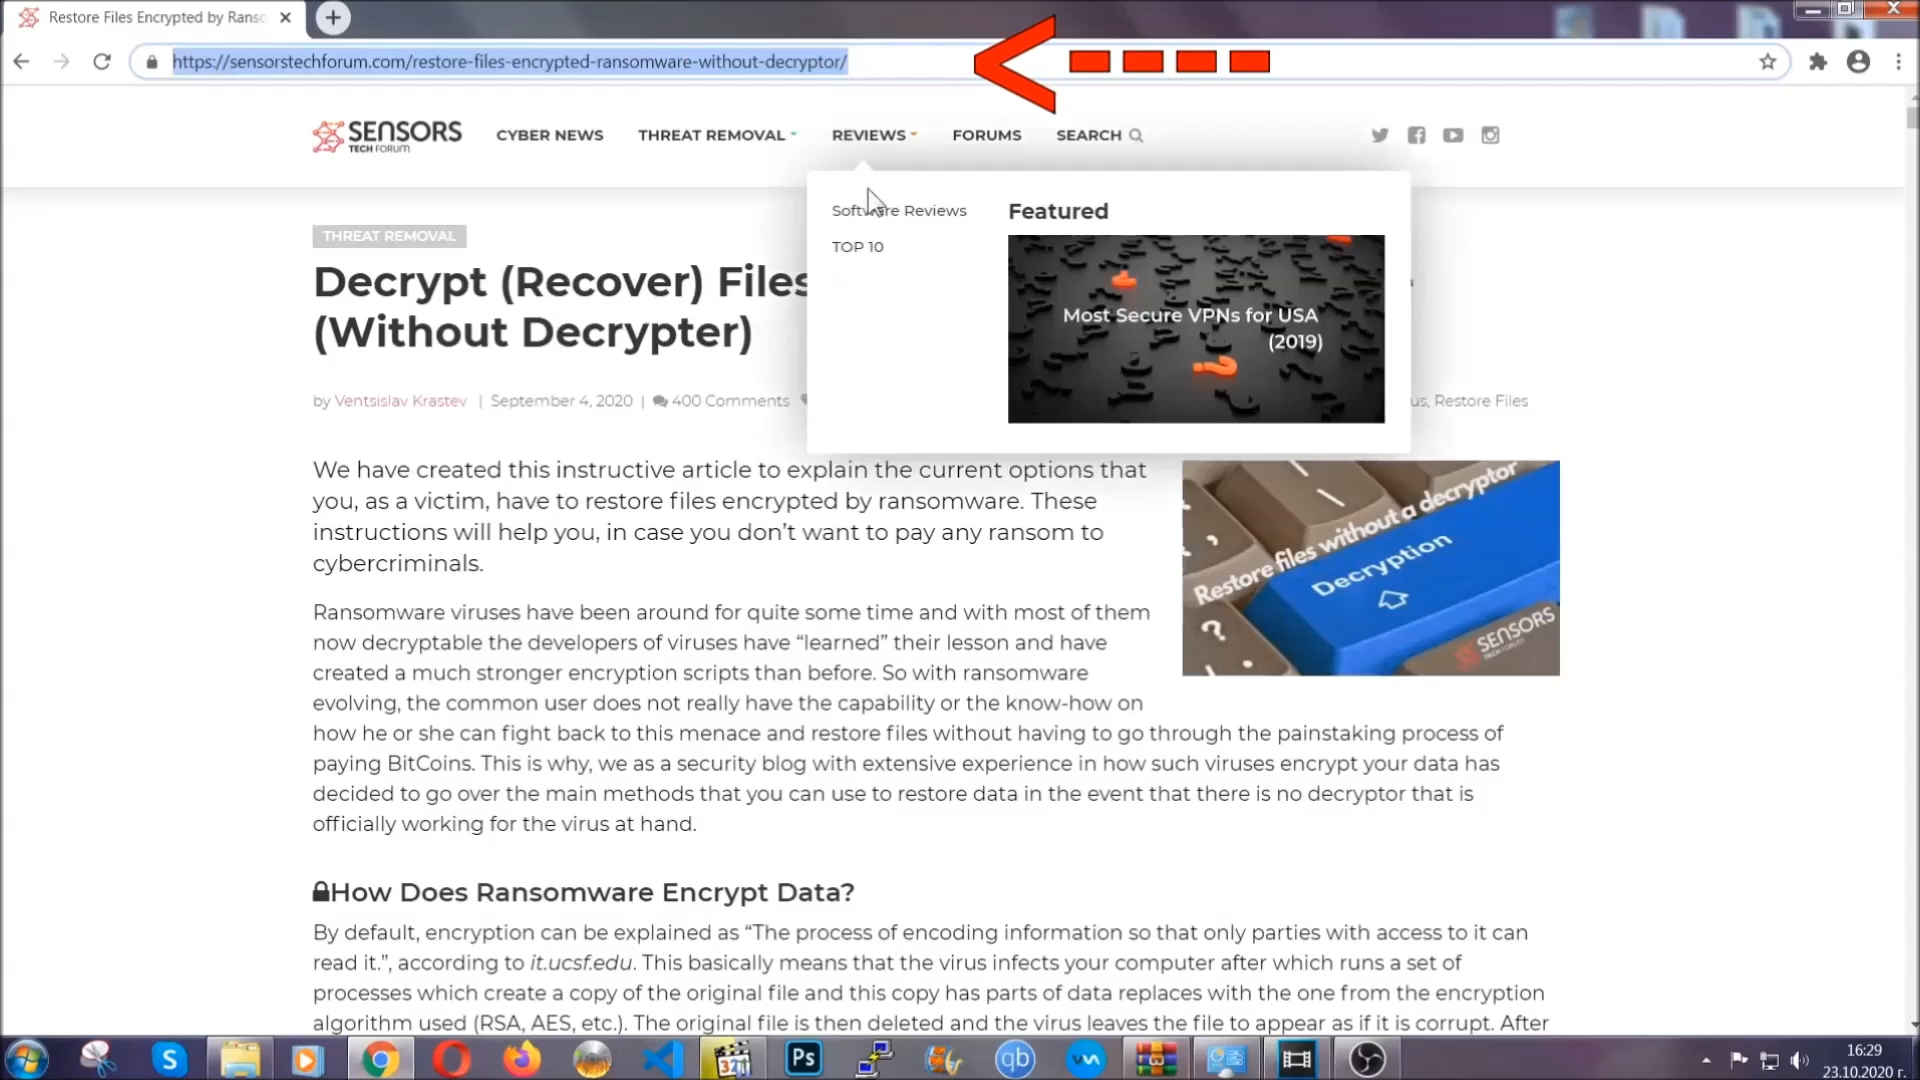 Restore Files Encrypted by Ranso
https://sensorstechforum.com/restore-files-encrypted-ransomware-without-decryptor/
SENSORS
TECH FORUM
CYBER NEWS
THREAT REMOVAL
REVIEWS
FORUMS
SEARCH
Software Reviews
TOP 10
Featured
Most Secure VPNs for USA
(2019)
THREAT REMOVAL
Decrypt (Recover) Files
(Without Decrypter)
by Ventsislav Krastev | September 4, 2020 | 400 Comments
us, Restore Files
We have created this instructive article to explain the current options that
you, as a victim, have to restore files encrypted by ransomware. These
instructions will help you, in case you don’t want to pay any ransom to
cybercriminals.
Restore files without a decryptor
Decryption
SENSORS
TECH FORUM
Ransomware viruses have been around for quite some time and with most of them
now decryptable the developers of viruses have “learned” their lesson and have
created a much stronger encryption scripts than before. So with ransomware
evolving, the common user does not really have the capability or the know-how on
how he or she can fight back to this menace and restore files without having to go through the painstaking process of
paying BitCoins. This is why, we as a security blog with extensive experience in how such viruses encrypt your data has
decided to go over the main methods that you can use to restore data in the event that there is no decryptor that is
officially working for the virus at hand.
How Does Ransomware Encrypt Data?
By default, encryption can be explained as “The process of encoding information so that only parties with access to it can
read it.”, according to it.ucsf.edu. This basically means that the virus infects your computer after which runs a set of
processes which create a copy of the original file and this copy has parts of data replaces with the one from the encryption
algorithm used (RSA, AES, etc.). The original file is then deleted and the virus leaves the file to appear as if it is corrupt. After
S
321
Ps
qb
16:29
23.10.2020 г.